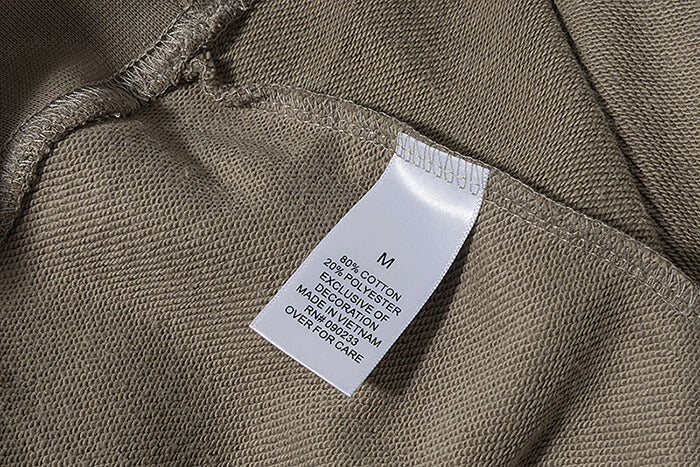 M
80% COTTON
20% POLYESTER
EXCLUSIVE OF
DECORATION
MADE IN VIETNAM
RN# 090233
OVER FOR CARE